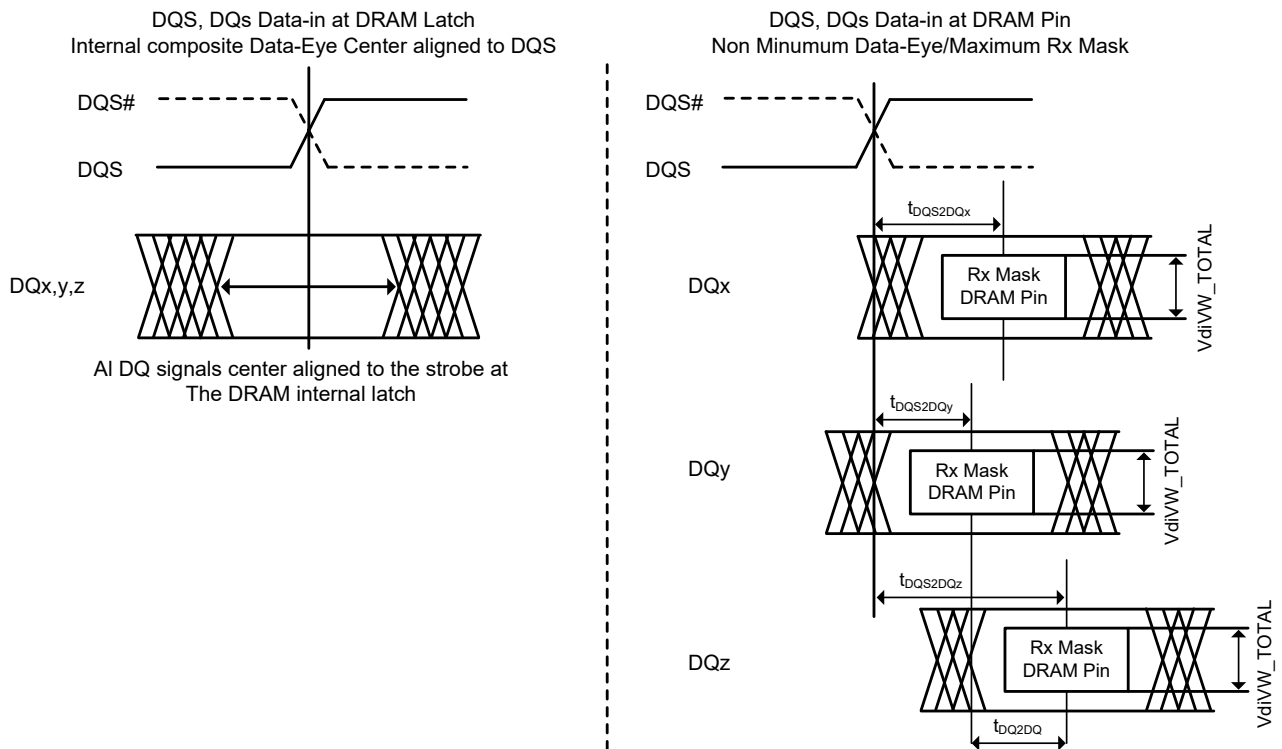 DQS, DQs Data-in at DRAM Latch
Internal composite Data-Eye Center aligned to DQS
DQS#
DQS
DQx,y,z
Al DQ signals center aligned to the strobe at
The DRAM internal latch
DQS, DQs Data-in at DRAM Pin
Non Minumum Data-Eye/Maximum Rx Mask
DQS#
DQS
tDQS2DQx
DQx
Rx Mask
DRAM Pin
VdiVW_TOTAL
tDQS2DQy
DQy
Rx Mask
DRAM Pin
VdiVW_TOTAL
tDQS2DQz
DQz
Rx Mask
DRAM Pin
VdiVW_TOTAL
tDQ2DQ